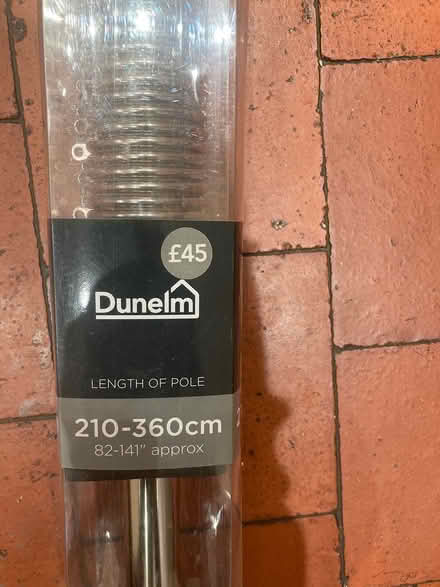 £45
Dunelm
LENGTH OF POLE
210-360cm
82-141" approx